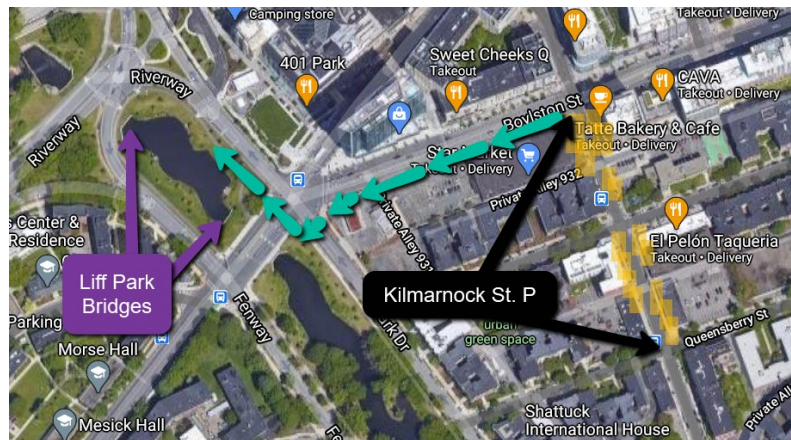 Camping store
Takeout • Delivery
Riverway
401 Park
Sweet Cheeks Q
Takeout
CAVA
Takeout • Delivery
Boylston St
Riverway
Tatte Bakery & Cafe
Takeout • Delivery
Star Market
Takeout • Delivery
Private Alley 932
s Center &
Residence
Private Alley 931
El Pelón Taqueria
Takeout • Delivery
Liff Park
Bridges
Kilmarnock St. P
Fenway
Parking
urban
green space
Queensberry St
Morse Hall
Mesick Hall
Shattuck
International House
Private All